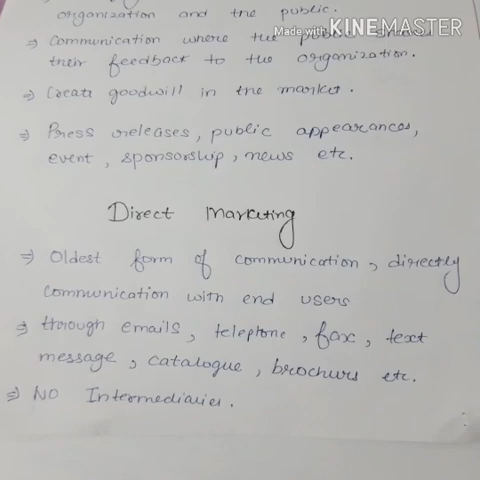 organization and the public.
Made with KINEMASTER
⇒ Communication where the
their feedback to the organization.
⇒ Create goodwill in the market.
⇒ Press releases, public appearances,
event, sponsorship, news etc.
Direct Marketing
⇒ Oldest form of communication, directly
communication with end users
⇒ through emails, telephone, fax, text
message, catalogue, brochurs etc.
⇒ NO Intermediaries.